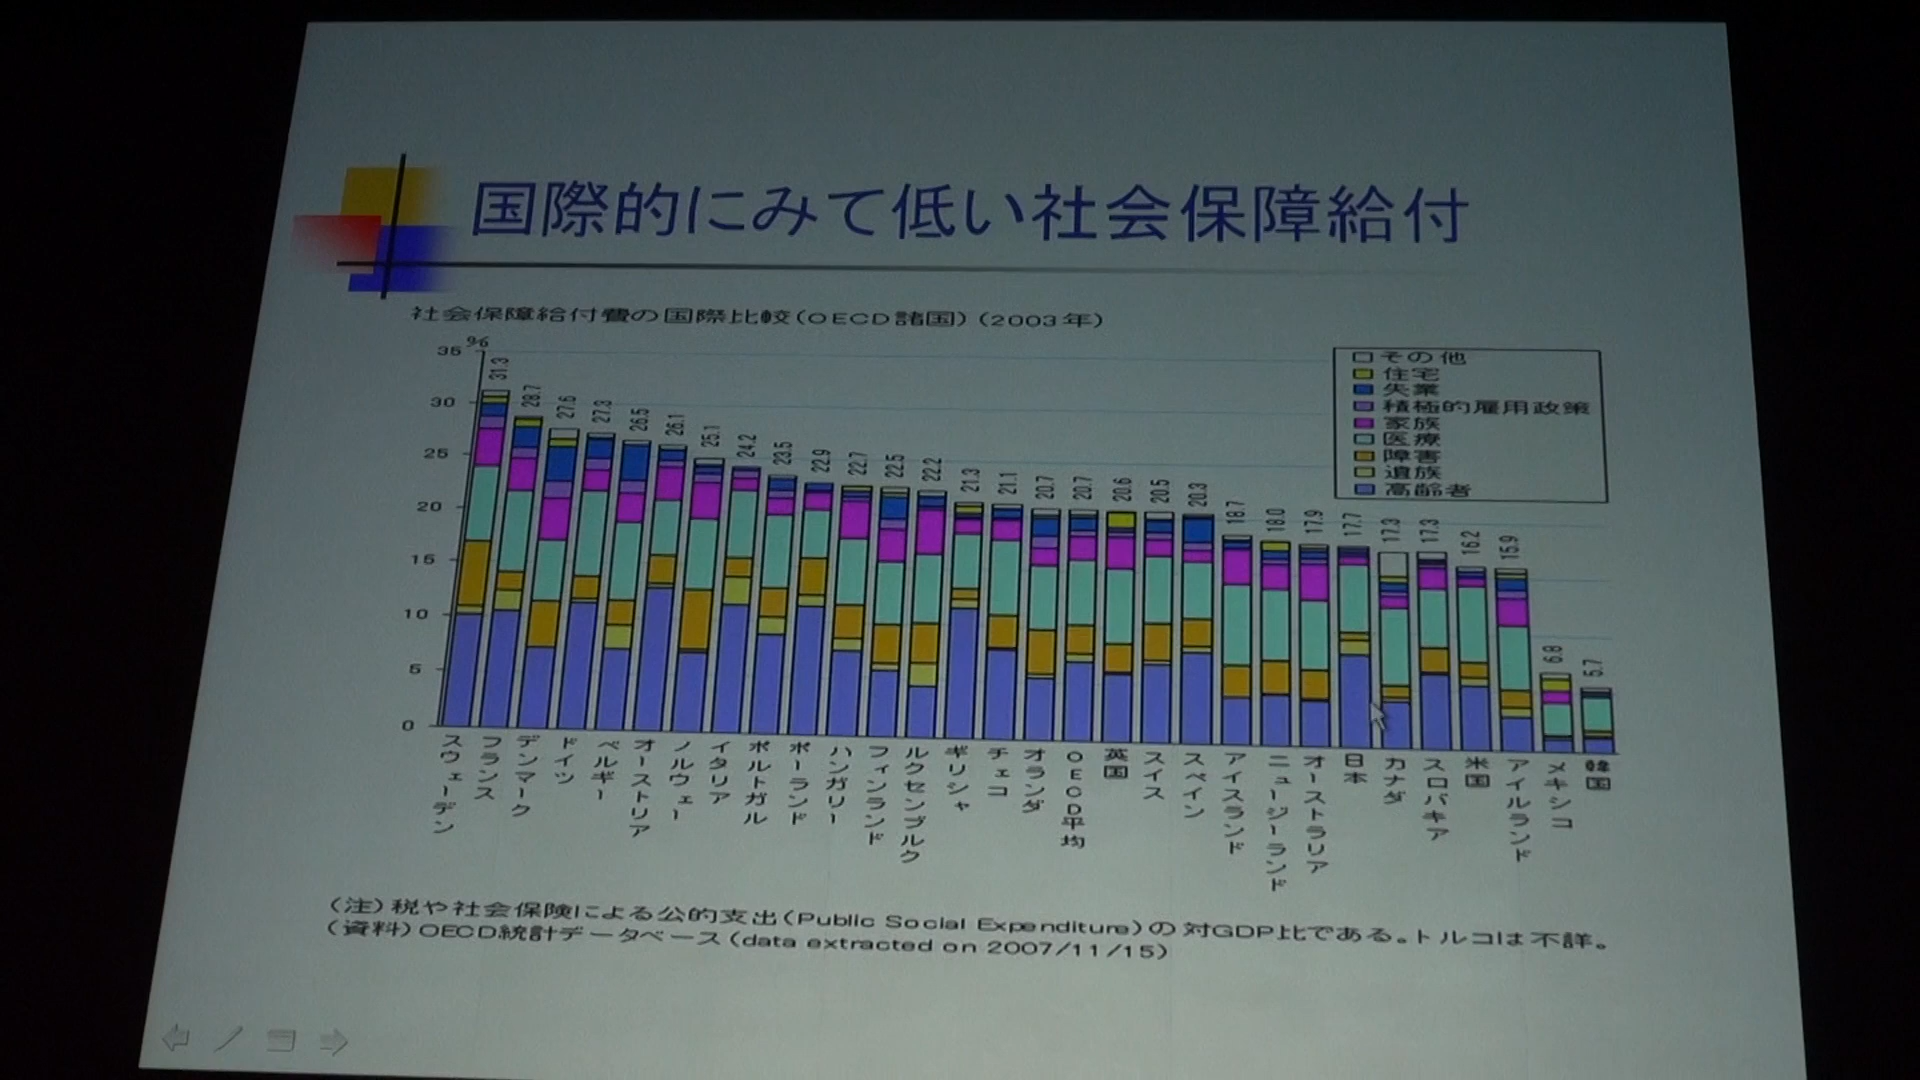 国際的にみて低い社会保障給付
社会保障給付費の国際比較(OECD諸国)(2003年)
%
35
30
25
20
15
10
5
0
31.3
28.7
27.6
27.3
26.5
26.1
25.1
24.2
23.5
22.9
22.7
22.5
22.2
21.3
21.1
20.7
20.7
20.6
20.5
20.3
18.7
18.0
17.9
17.7
17.3
17.3
16.2
15.9
6.8
5.7
その他
住宅
失業
積極的雇用政策
家族
医療
障害
遺族
高齢者
スウェーデン
フランス
デンマーク
ドイツ
ベルギー
オーストリア
ノルウェー
イタリア
ポルトガル
ポーランド
ハンガリー
フィンランド
ルクセンブルク
ギリシャ
チェコ
オランダ
OECD平均
英国
スイス
スペイン
アイスランド
ニュージーランド
オーストラリア
日本
カナダ
スロバキア
米国
アイルランド
メキシコ
韓国
(注)税や社会保険による公的支出(Public Social Expenditure)の対GDP比である。トルコは不詳。
(資料)OECD統計データベース(data extracted on 2007/11/15)